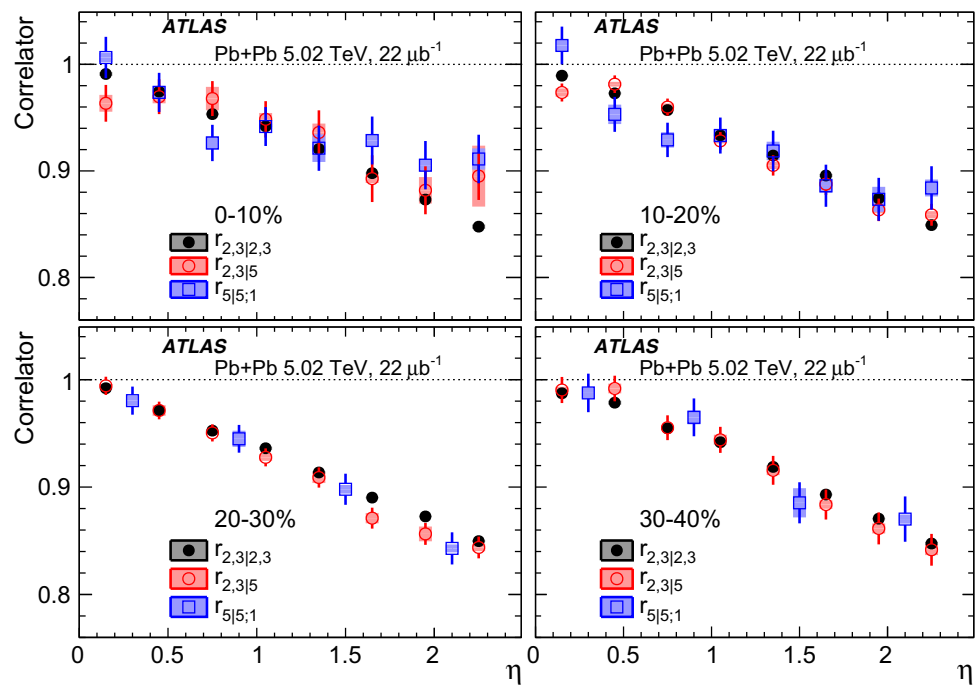 ATLAS
Pb+Pb 5.02 TeV, 22 μb⁻¹
Correlator
1
0.9
0.8
0-10%
r2,3|2,3
r2,3|5
r5|5;1
ATLAS
Pb+Pb 5.02 TeV, 22 μb⁻¹
10-20%
r2,3|2,3
r2,3|5
r5|5;1
ATLAS
Pb+Pb 5.02 TeV, 22 μb⁻¹
Correlator
1
0.9
0.8
20-30%
r2,3|2,3
r2,3|5
r5|5;1
0 0.5 1 1.5 2 2.5
η
ATLAS
Pb+Pb 5.02 TeV, 22 μb⁻¹
30-40%
r2,3|2,3
r2,3|5
r5|5;1
0.5 1 1.5 2
η